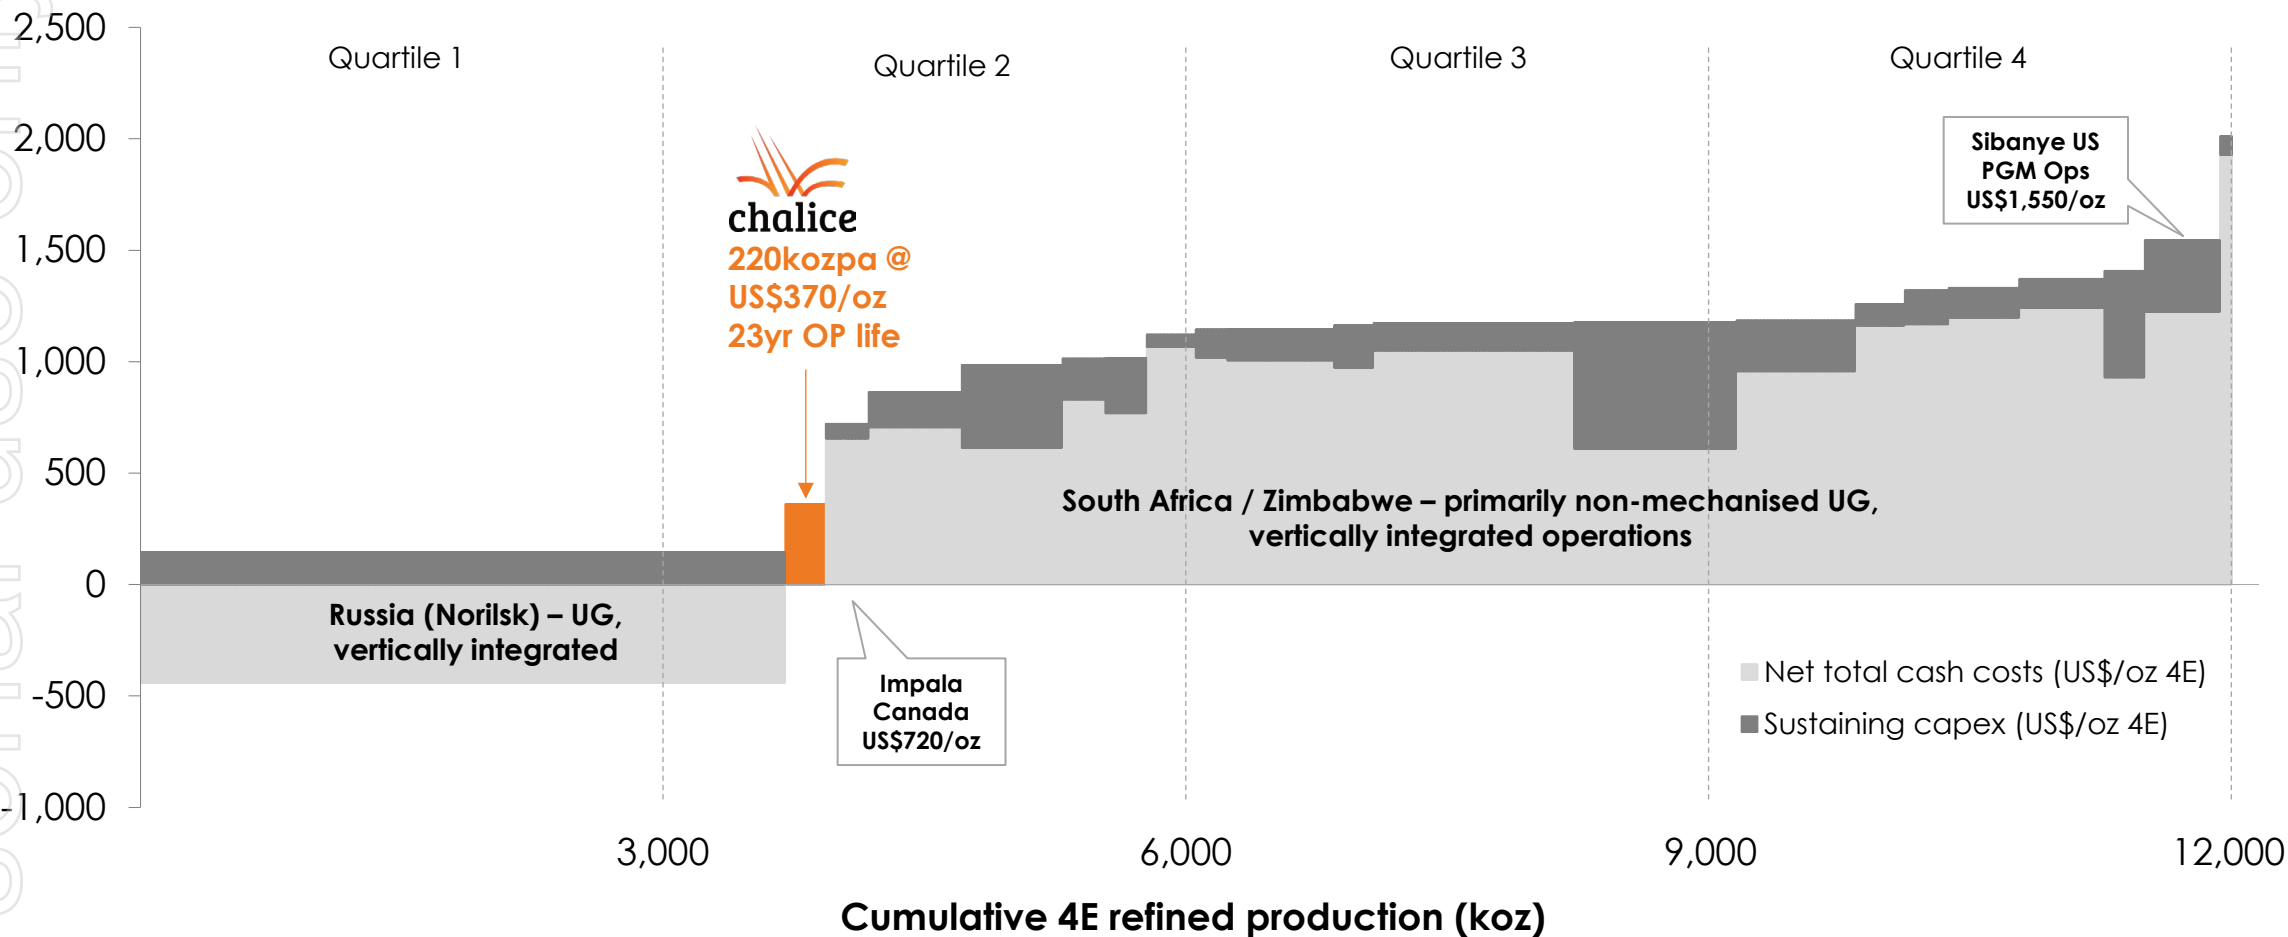 2,500
2,000
1,500
1,000
500
0
-500
-1,000
Quartile 1
Quartile 2
Quartile 3
Quartile 4
chalice
220kozpa @
US$370/oz
23yr OP life
Sibanye US
PGM Ops
US$1,550/oz
South Africa / Zimbabwe – primarily non-mechanised UG,
vertically integrated operations
Russia (Norilsk) – UG,
vertically integrated
Impala
Canada
US$720/oz
Net total cash costs (US$/oz 4E)
Sustaining capex (US$/oz 4E)
3,000
6,000
9,000
12,000
Cumulative 4E refined production (koz)